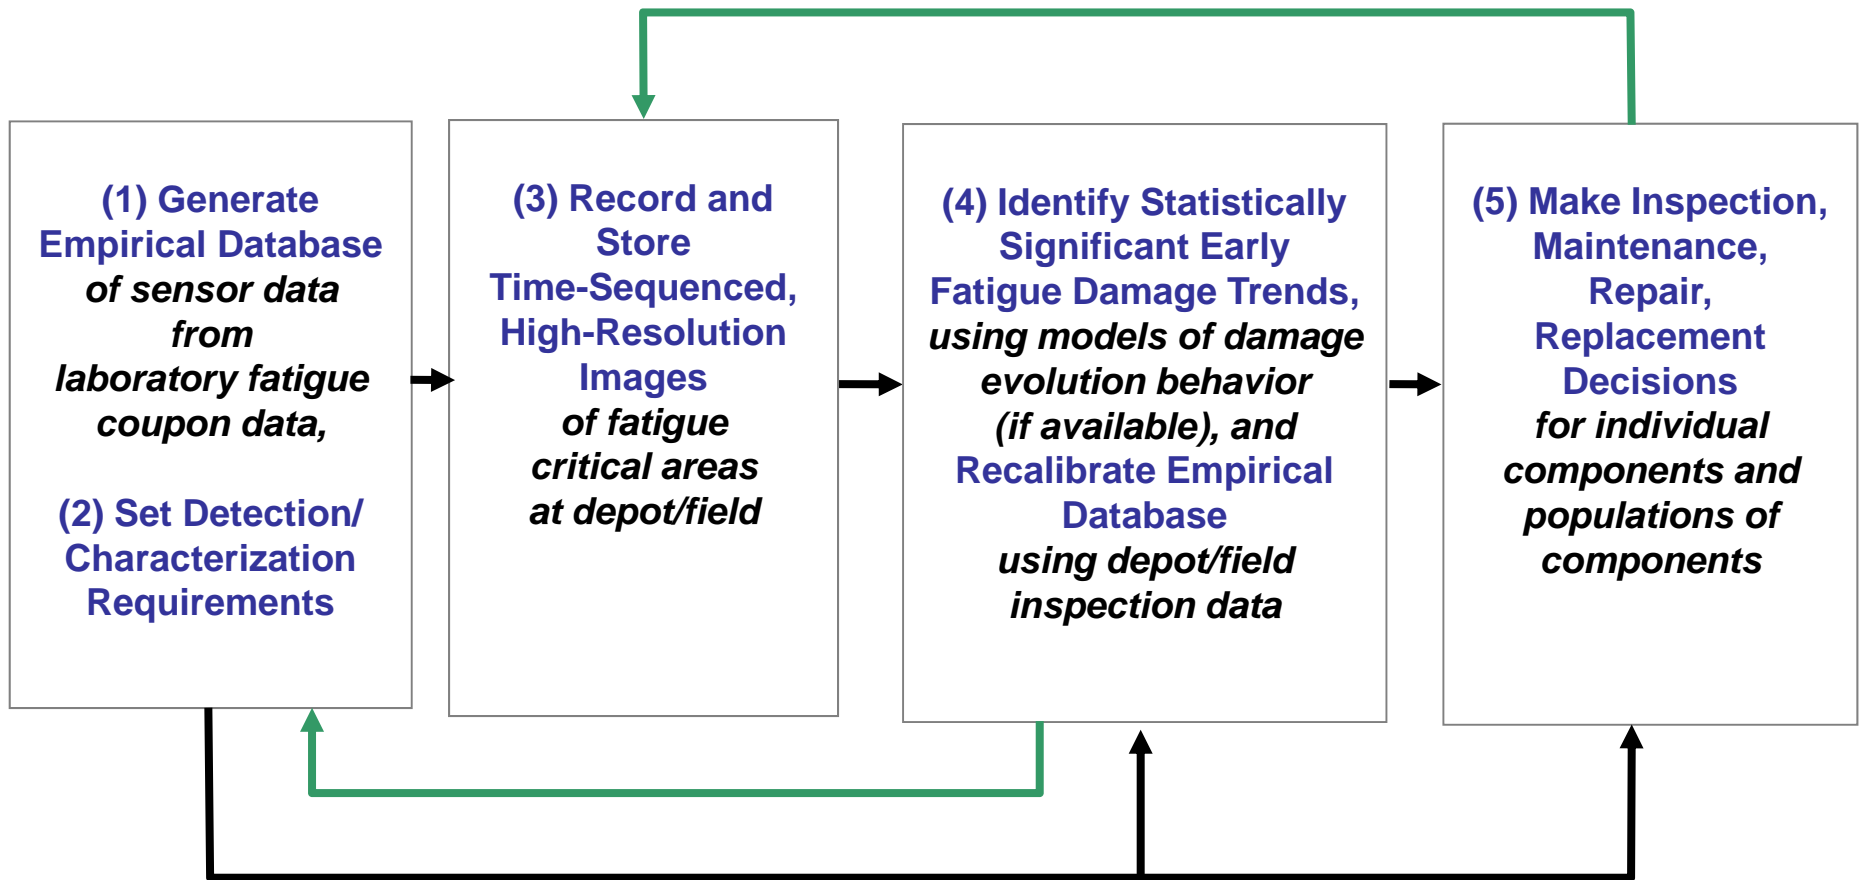 (1) Generate
Empirical Database
of sensor data
from
laboratory fatigue
coupon data,
(2) Set Detection/
Characterization
Requirements
(3) Record and
Store
Time-Sequenced,
High-Resolution
Images
of fatigue
critical areas
at depot/field
(4) Identify Statistically
Significant Early
Fatigue Damage Trends,
using models of damage
evolution behavior
(if available), and
Recalibrate Empirical
Database
using depot/field
inspection data
(5) Make Inspection,
Maintenance,
Repair,
Replacement
Decisions
for individual
components and
populations of
components